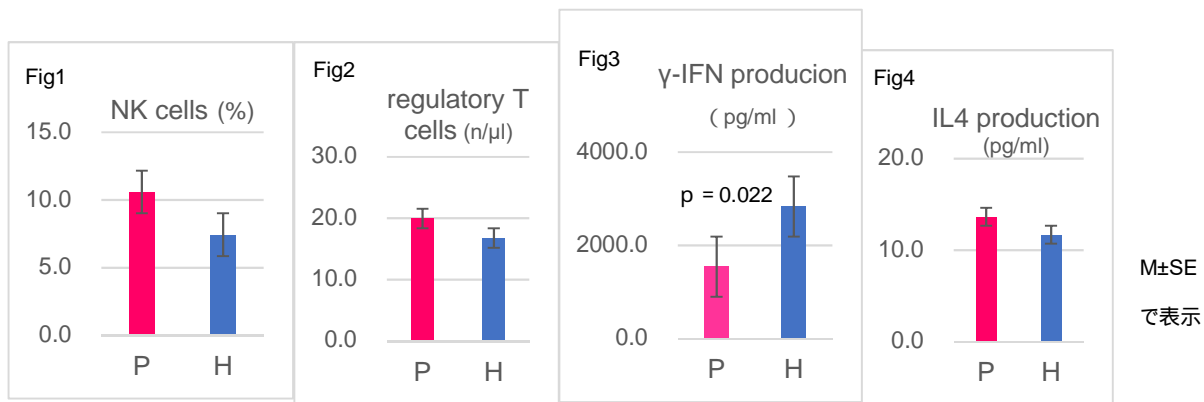 Fig1
NK cells (%)
15.0
10.0
5.0
0.0
P H
Fig2
regulatory T
cells (n/µl)
30.0
20.0
10.0
0.0
P H
Fig3
γ-IFN producion
( pg/ml )
4000.0
p = 0.022
2000.0
0.0
P H
Fig4
IL4 production
(pg/ml)
20.0
10.0
0.0
P H
M±SE
で表示